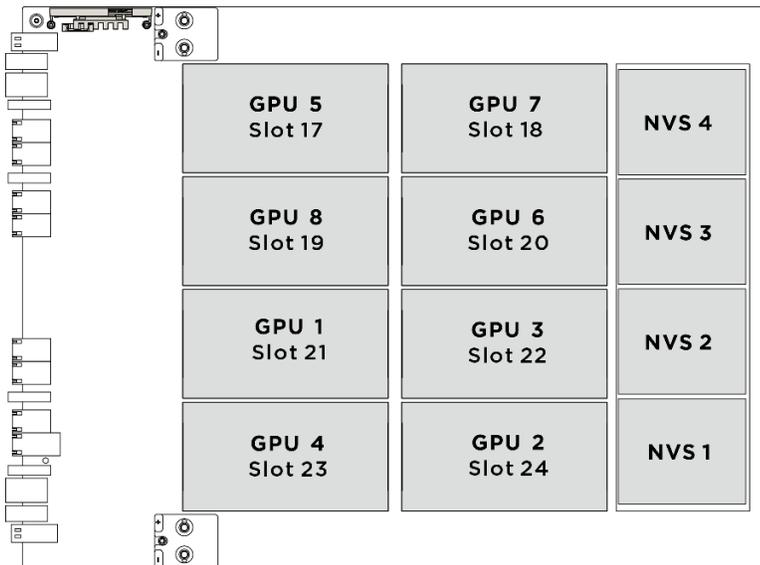 GPU 5
Slot 17
GPU 7
Slot 18
NVS 4
GPU 8
Slot 19
GPU 6
Slot 20
NVS 3
GPU 1
Slot 21
GPU 3
Slot 22
NVS 2
GPU 4
Slot 23
GPU 2
Slot 24
NVS 1